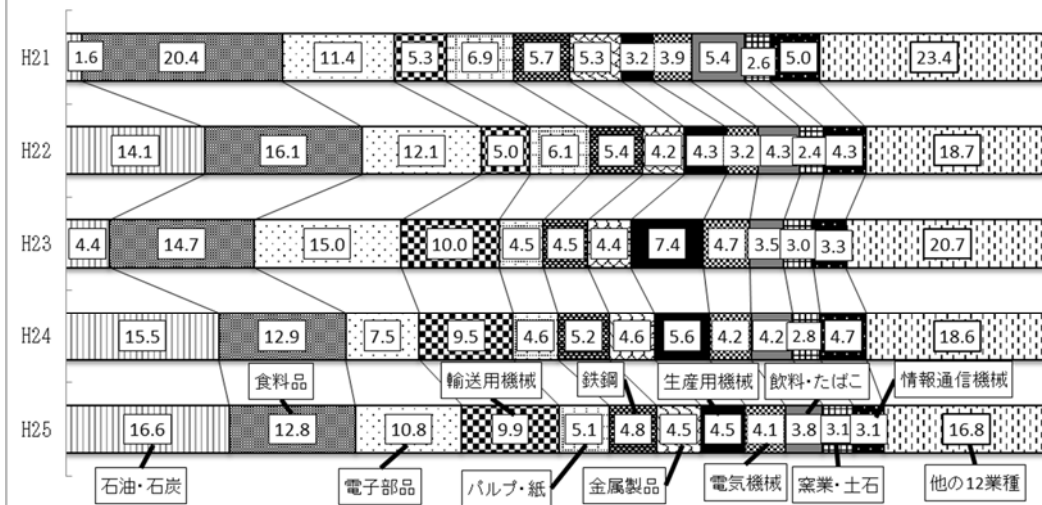 H21 1.6 20.4 11.4 5.3 6.9 5.7 5.3 3.2 3.9 5.4 2.6 5.0 23.4
H22 14.1 16.1 12.1 5.0 6.1 5.4 4.2 4.3 3.2 4.3 2.4 4.3 18.7
H23 4.4 14.7 15.0 10.0 4.5 4.5 4.4 7.4 4.7 3.5 3.0 3.3 20.7
H24 15.5 12.9 7.5 9.5 4.6 5.2 4.6 5.6 4.2 4.2 2.8 4.7 18.6
食料品 輸送用機械 鉄鋼 生産用機械 飲料・たばこ 情報通信機械
H25 16.6 12.8 10.8 9.9 5.1 4.8 4.5 4.5 4.1 3.8 3.1 3.1 16.8
石油・石炭 電子部品 パルプ・紙 金属製品 電気機械 窯業・土石 他の12業種